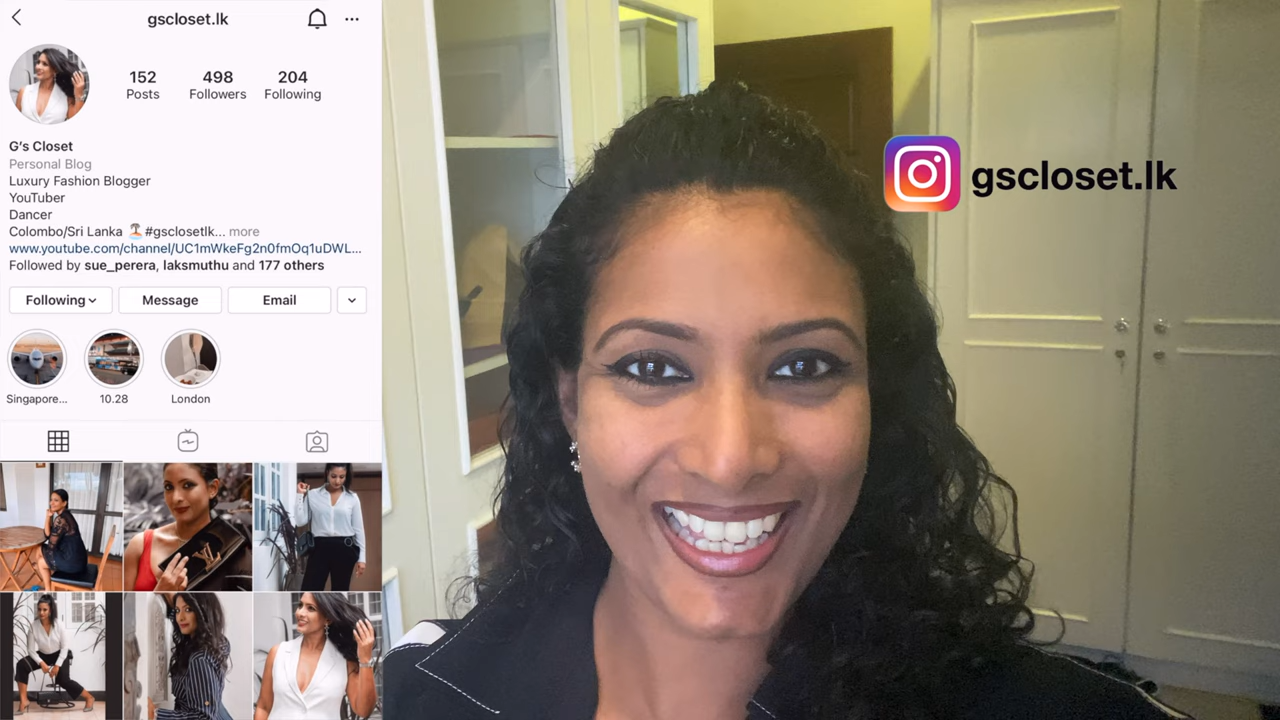 gscloset.lk
152 498 204
Posts Followers Following
G's Closet
Personal Blog
Luxury Fashion Blogger
YouTuber
Dancer
Colombo/Sri Lanka 🏝️ #gsclosetlk... more
www.youtube.com/channel/UC1mWkeFg2n0fmOq1uDWL...
Followed by sue_perera, laksmuthu and 177 others
Following Message Email
Singapore... 10.28 London
gscloset.lk